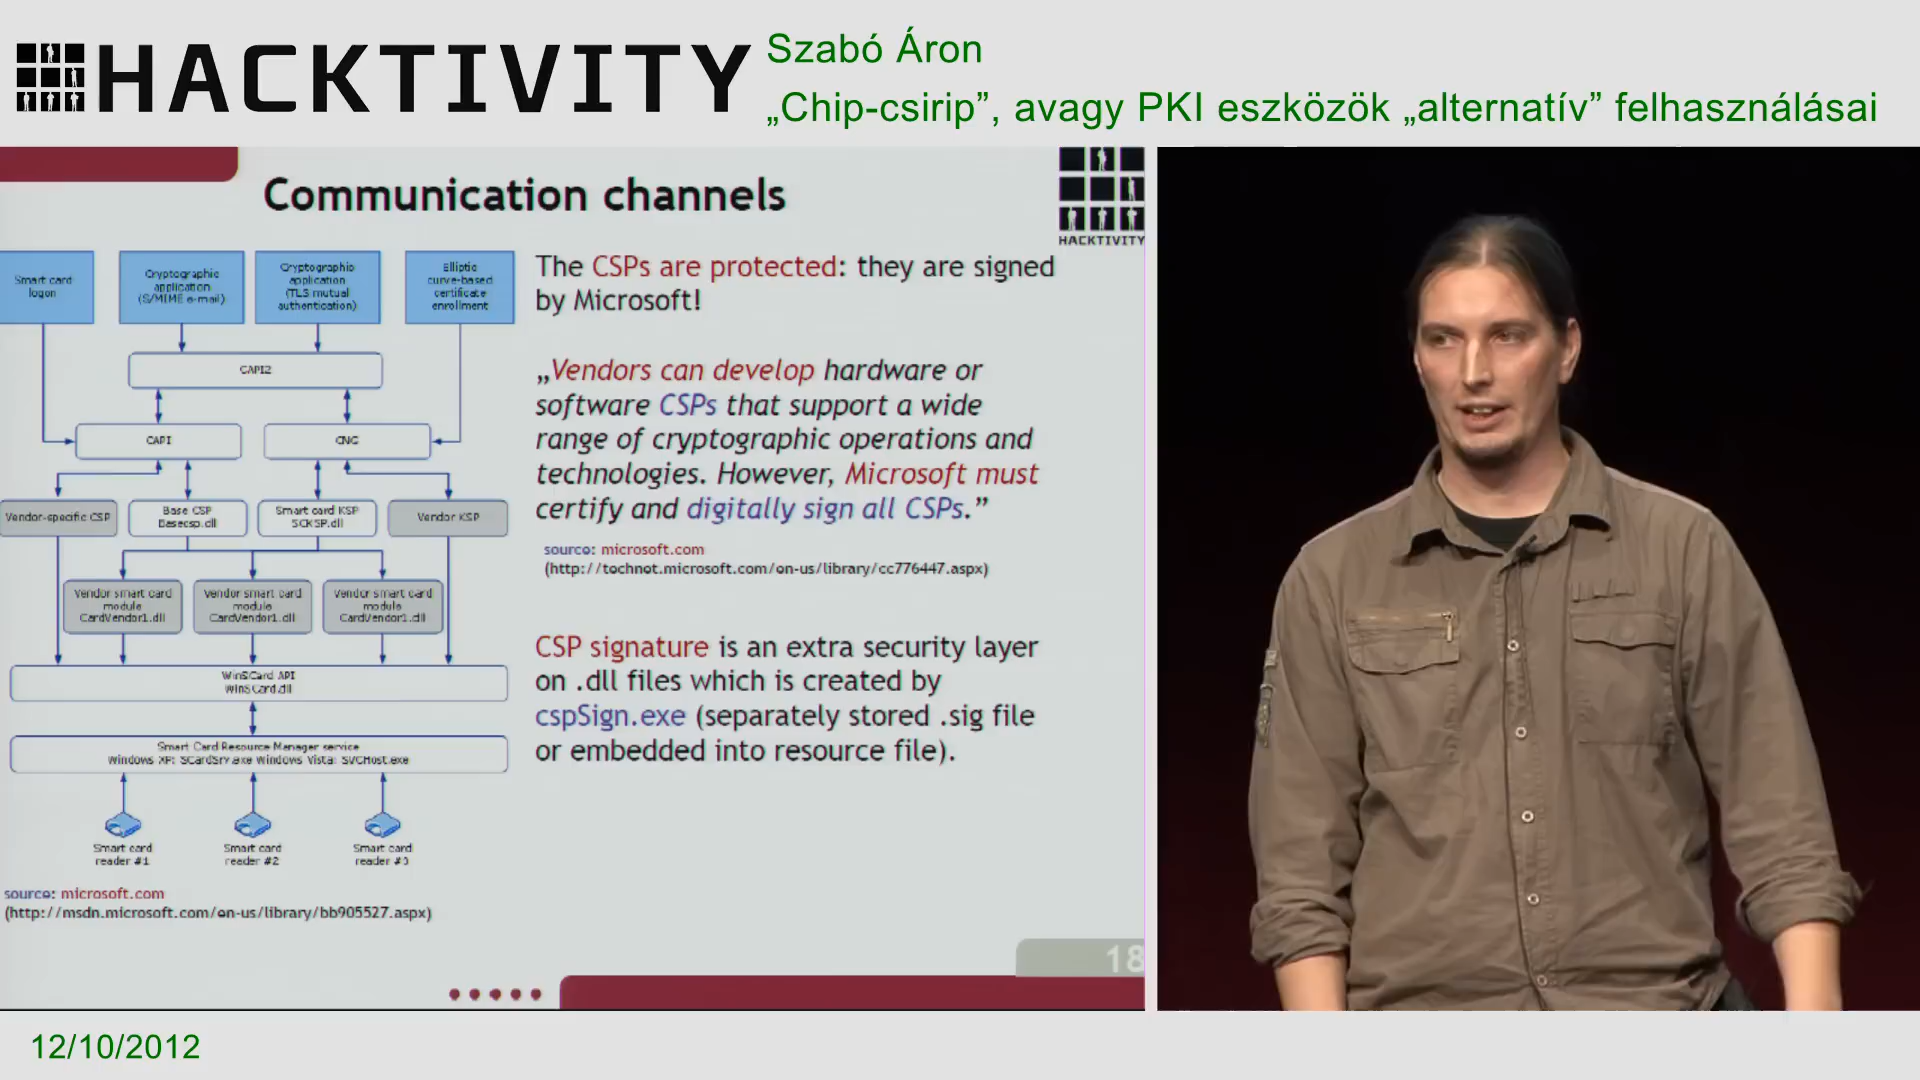 HACKTIVITY
Szabó Áron
„Chip-csirip”, avagy PKI eszközök „alternatív” felhasználásai
Communication channels
HACKTIVITY
Smart card
logon
Cryptographic
application
(S/MIME e-mail)
Cryptographic
application
(TLS mutual
authentication)
Elliptic
curve-based
certificate
enrollment
CAPI2
CAPI
CNG
Vendor-specific CSP
Base CSP
Basecsp.dll
Smart card KSP
SCKSP.dll
Vendor KSP
Vendor smart card
module
CardVendor1.dll
Vendor smart card
module
CardVendor1.dll
Vendor smart card
module
CardVendor1.dll
WinSCard API
WinSCard.dll
Smart Card Resource Manager service
Windows XP: SCardSrv.exe Windows Vista: SVCHost.exe
Smart card
reader #1
Smart card
reader #2
Smart card
reader #3
source: microsoft.com
(http://msdn.microsoft.com/en-us/library/bb905527.aspx)
The CSPs are protected: they are signed
by Microsoft!
„Vendors can develop hardware or
software CSPs that support a wide
range of cryptographic operations and
technologies. However, Microsoft must
certify and digitally sign all CSPs.”
source: microsoft.com
(http://technet.microsoft.com/en-us/library/cc776447.aspx)
CSP signature is an extra security layer
on .dll files which is created by
cspSign.exe (separately stored .sig file
or embedded into resource file).
18
12/10/2012